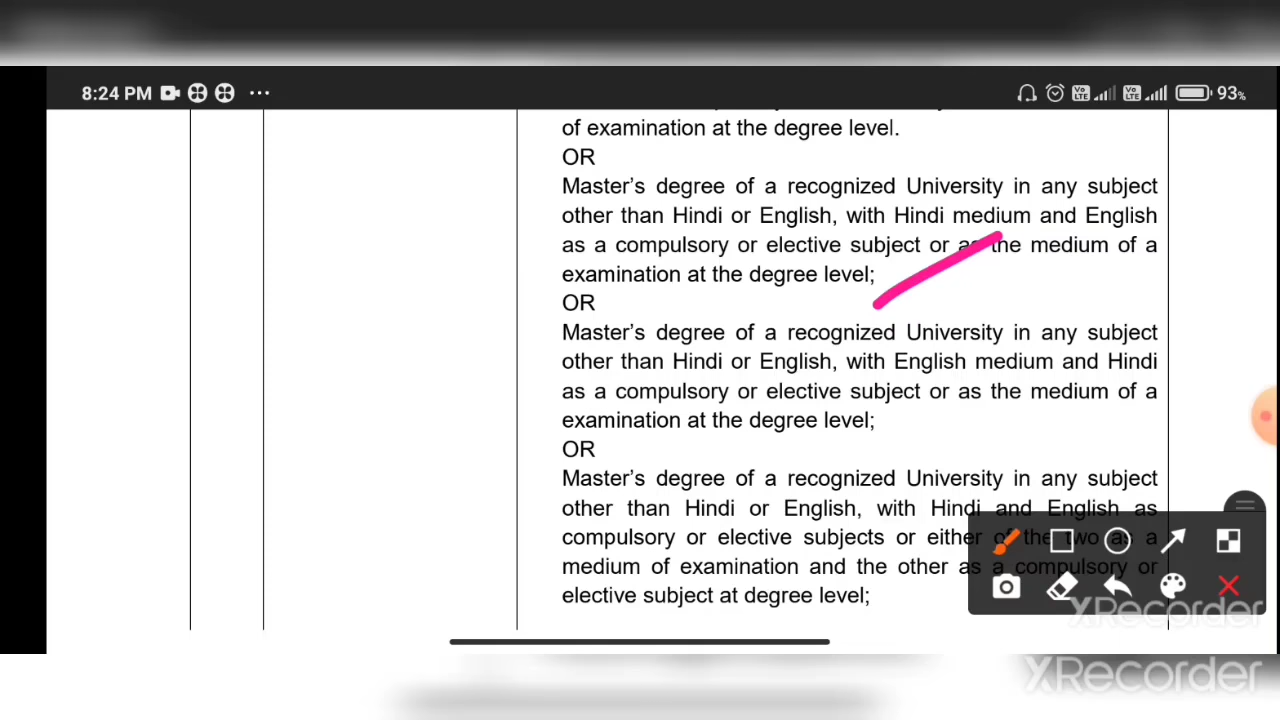 8:24 PM ... 93%
of examination at the degree level.
OR
Master's degree of a recognized University in any subject
other than Hindi or English, with Hindi medium and English
as a compulsory or elective subject or as the medium of a
examination at the degree level;
OR
Master's degree of a recognized University in any subject
other than Hindi or English, with English medium and Hindi
as a compulsory or elective subject or as the medium of a
examination at the degree level;
OR
Master's degree of a recognized University in any subject
other than Hindi or English, with Hindi and English as
compulsory or elective subjects or either of the two as a
medium of examination and the other as a compulsory or
elective subject at degree level;
XRecorder
XRecorder